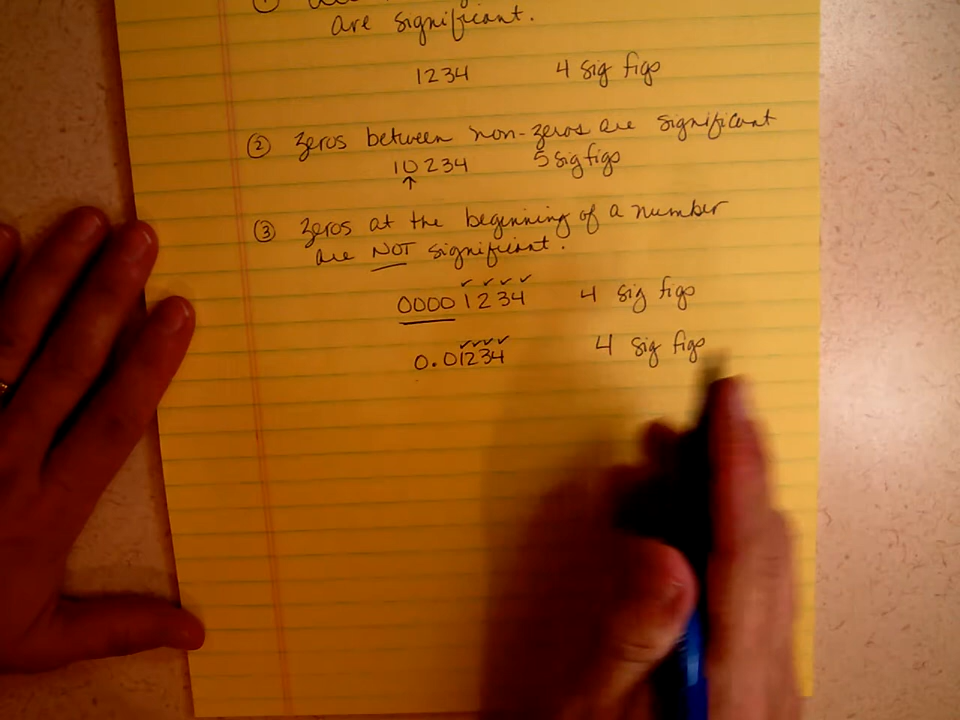 ①
are significant.
1234 4 sig figs
② Zeros between non-zeros are significant
10234 5 sig figs
↑
③ Zeros at the beginning of a number
are NOT significant.
00001234 4 sig figs
0.01234 4 sig figs